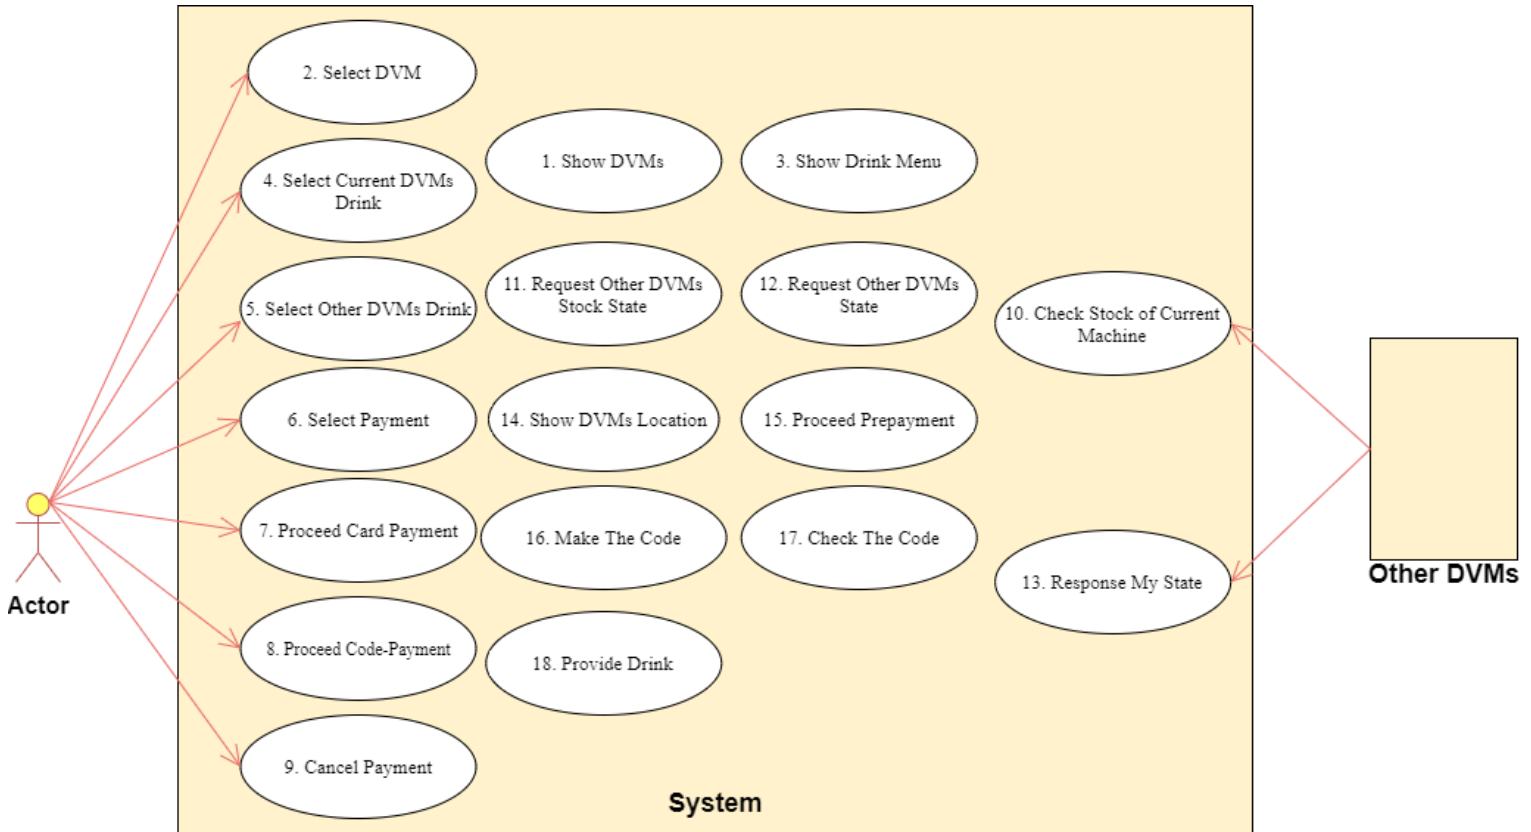 2. Select DVM
1. Show DVMs
3. Show Drink Menu
4. Select Current DVMs
Drink
11. Request Other DVMs
Stock State
12. Request Other DVMs
State
5. Select Other DVMs Drink
10. Check Stock of Current
Machine
6. Select Payment
14. Show DVMs Location
15. Proceed Prepayment
7. Proceed Card Payment
16. Make The Code
17. Check The Code
13. Response My State
Other DVMs
Actor
8. Proceed Code-Payment
18. Provide Drink
9. Cancel Payment
System